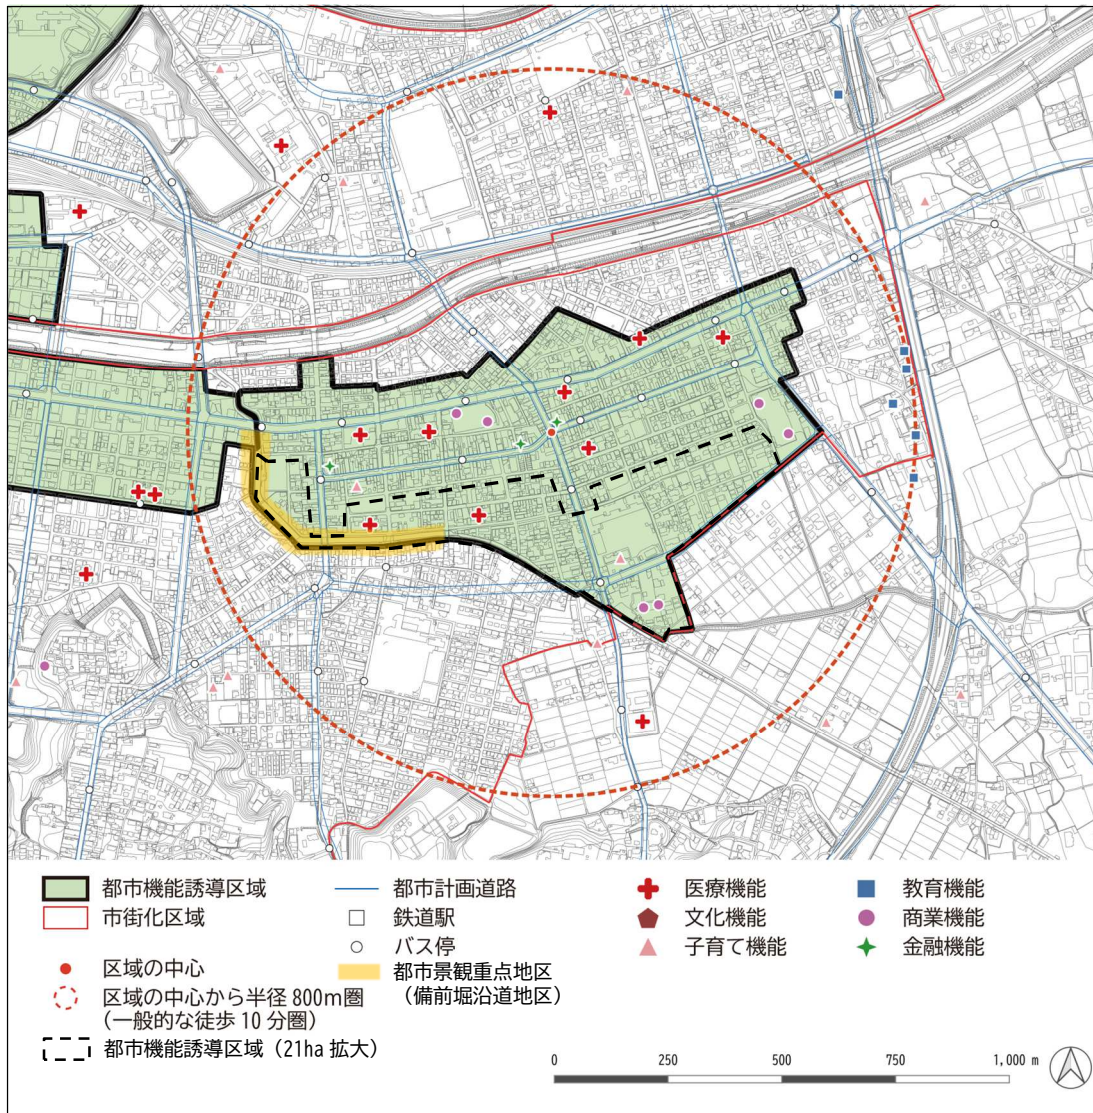 都市機能誘導区域
市街化区域
区域の中心
区域の中心から半径 800m圏
(一般的な徒歩 10 分圏)
都市機能誘導区域（21ha 拡大）
都市計画道路
鉄道駅
バス停
都市景観重点地区
（備前堀沿道地区）
医療機能
文化機能
子育て機能
教育機能
商業機能
金融機能
0 250 500 750 1,000 m